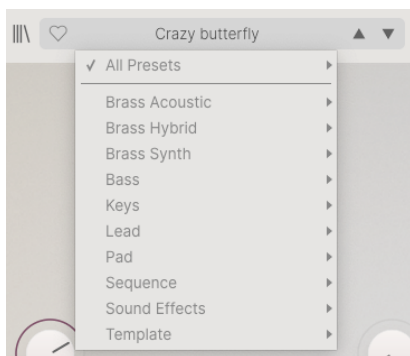 Crazy butterfly
All Presets
Brass Acoustic
Brass Hybrid
Brass Synth
Bass
Keys
Lead
Pad
Sequence
Sound Effects
Template